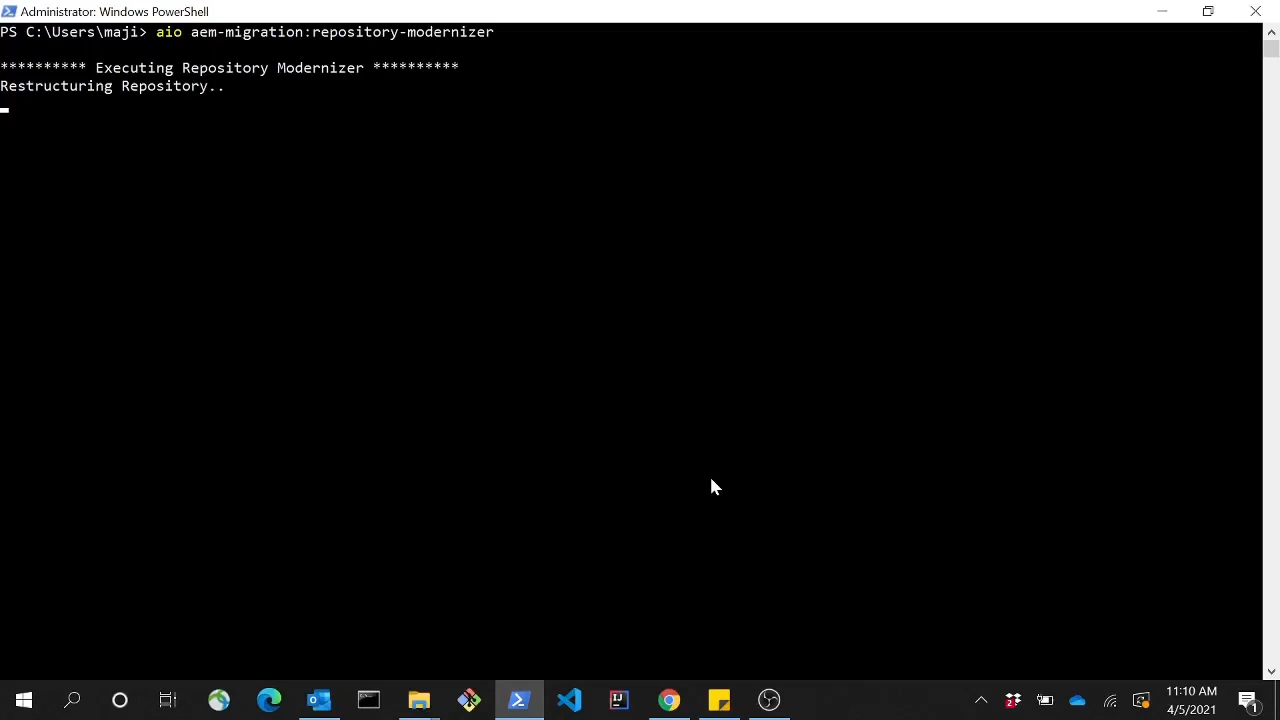 Administrator: Windows PowerShell
PS C:\Users\maji> aio aem-migration:repository-modernizer
********** Executing Repository Modernizer **********
Restructuring Repository..
11:10 AM
4/5/2021